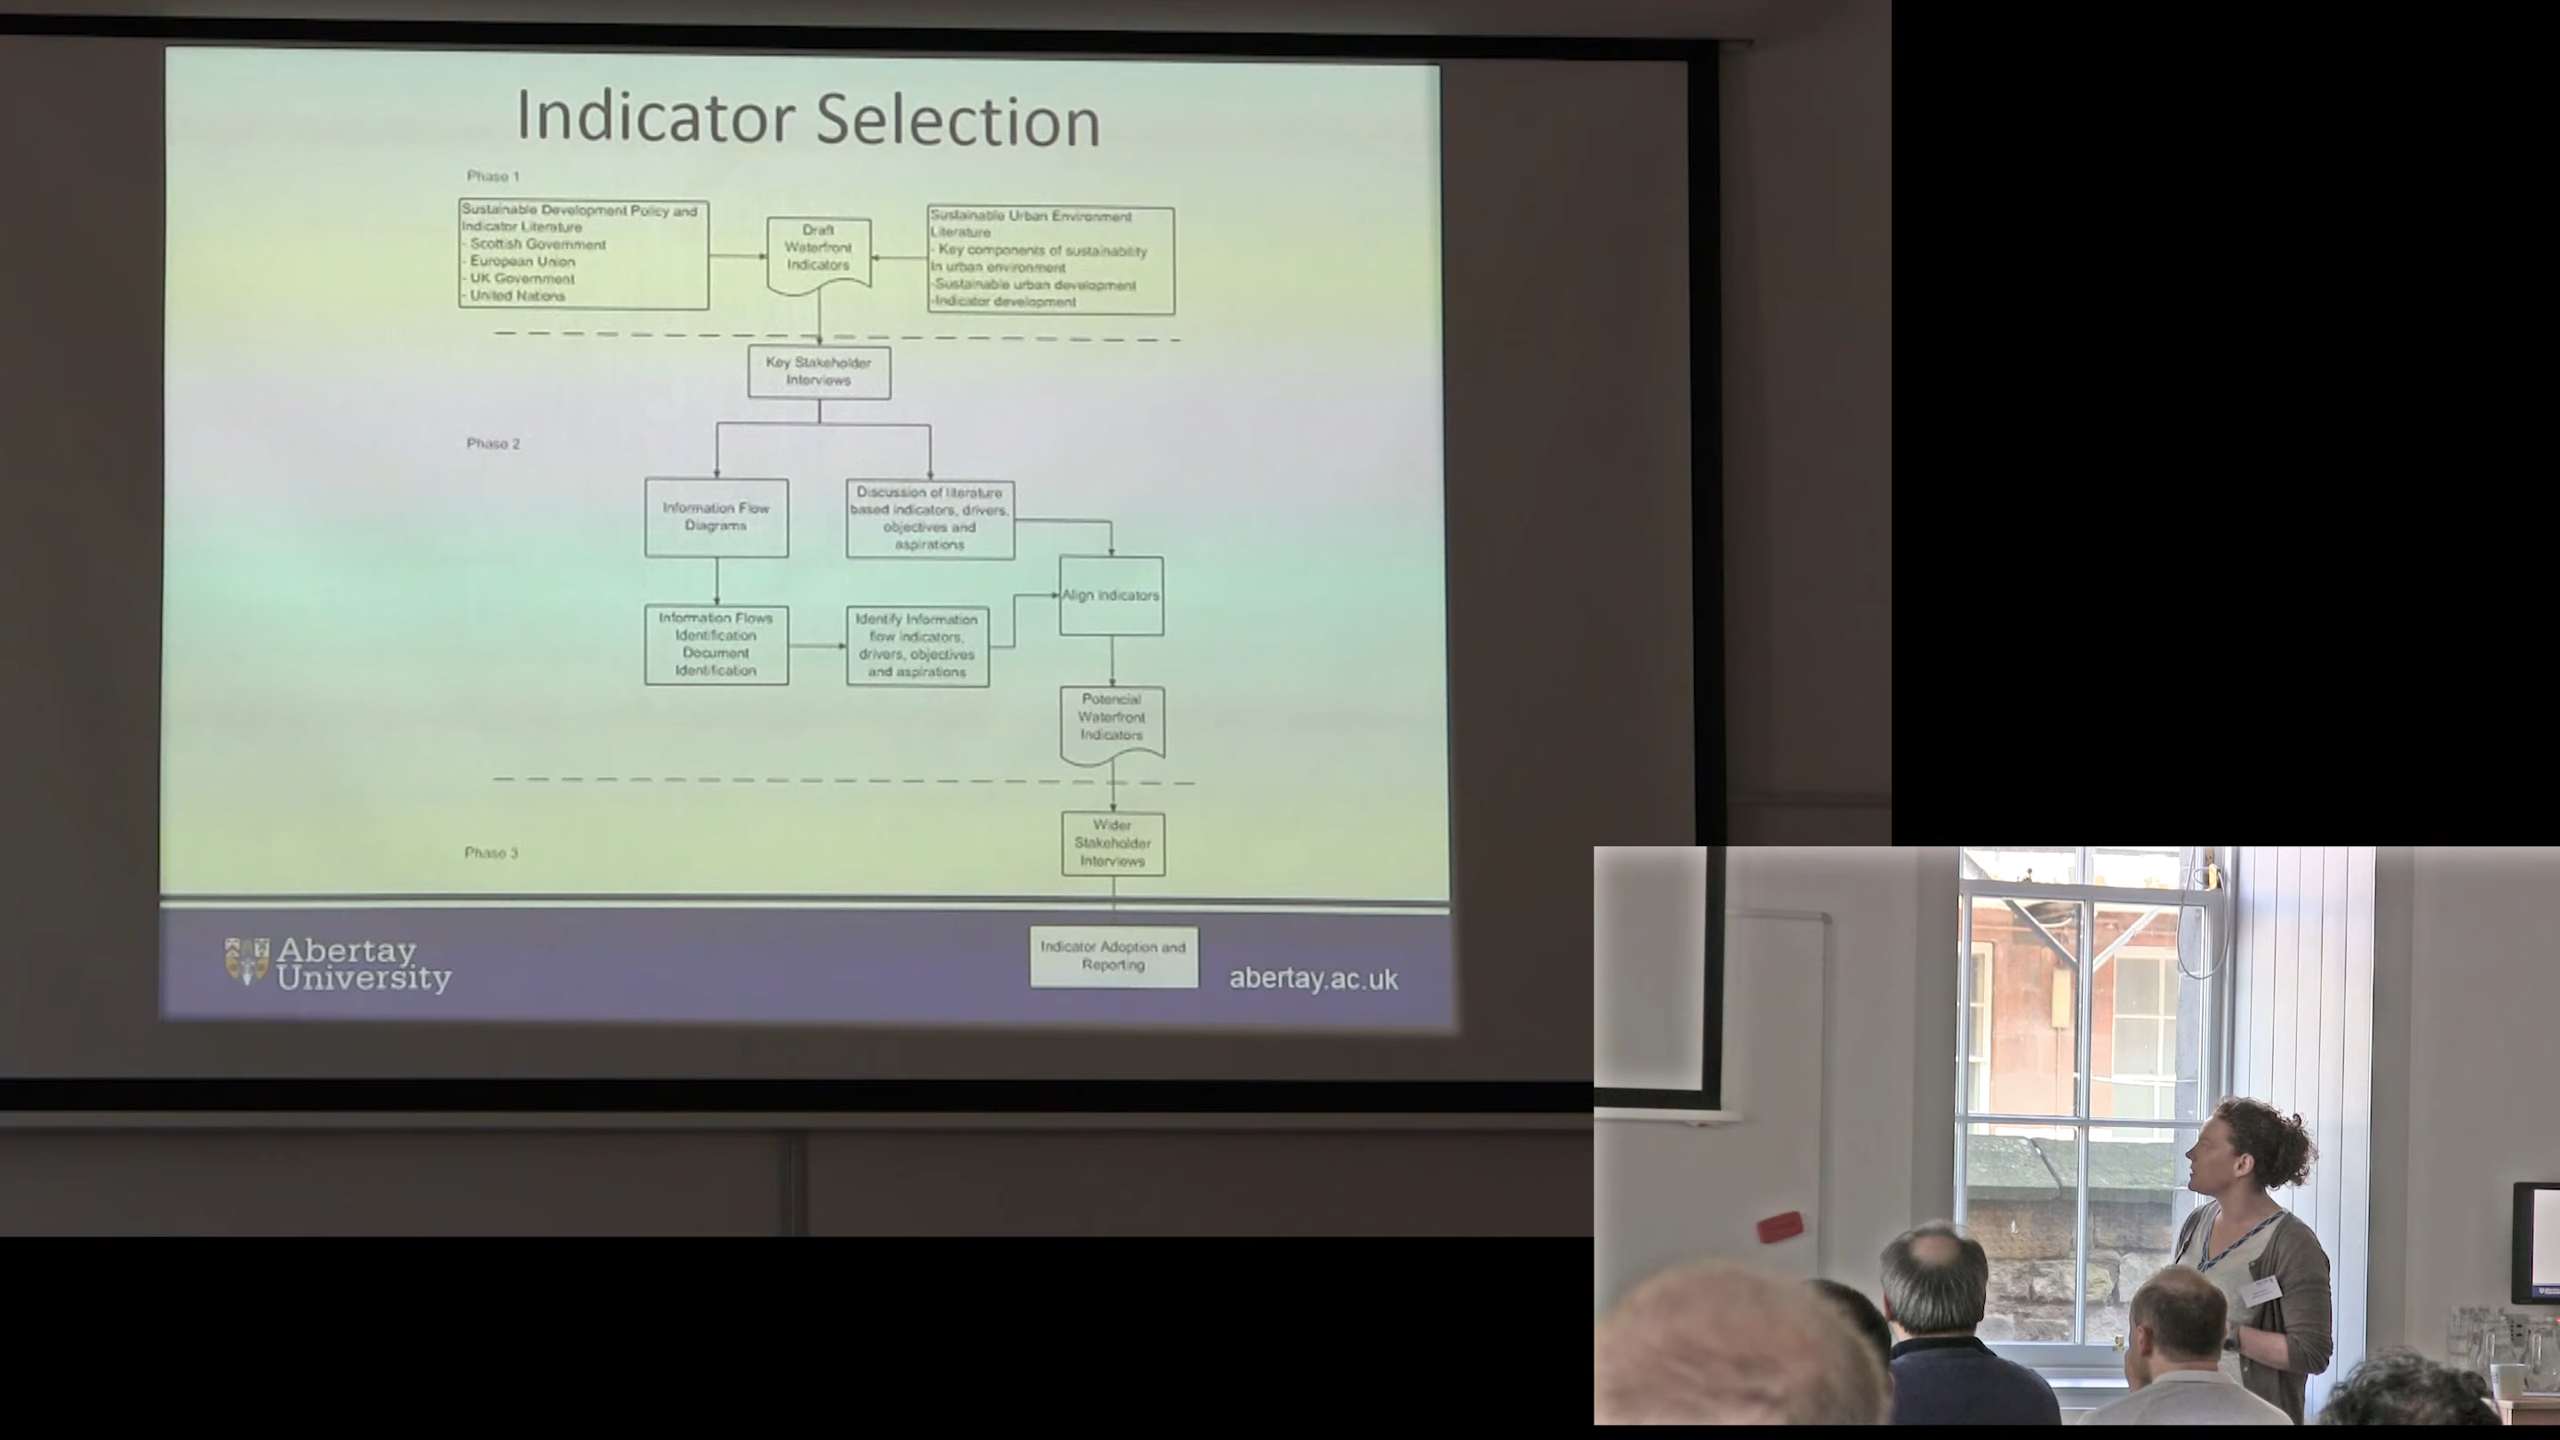 Indicator Selection
Phase 1
Sustainable Development Policy and
Indicator Literature
- Scottish Government
- European Union
- UK Government
- United Nations
Draft
Waterfront
Indicators
Sustainable Urban Environment
Literature
- Key components of sustainability
in urban environment
-Sustainable urban development
-Indicator development
Key Stakeholder
Interviews
Phase 2
Information Flow
Diagrams
Discussion of literature
based indicators, drivers,
objectives and
aspirations
Align indicators
Information Flows
Identification
Document
Identification
Identify Information
flow indicators,
drivers, objectives
and aspirations
Potencial
Waterfront
Indicators
Phase 3
Wider
Stakeholder
Interviews
Indicator Adoption and
Reporting
Abertay
University
abertay.ac.uk